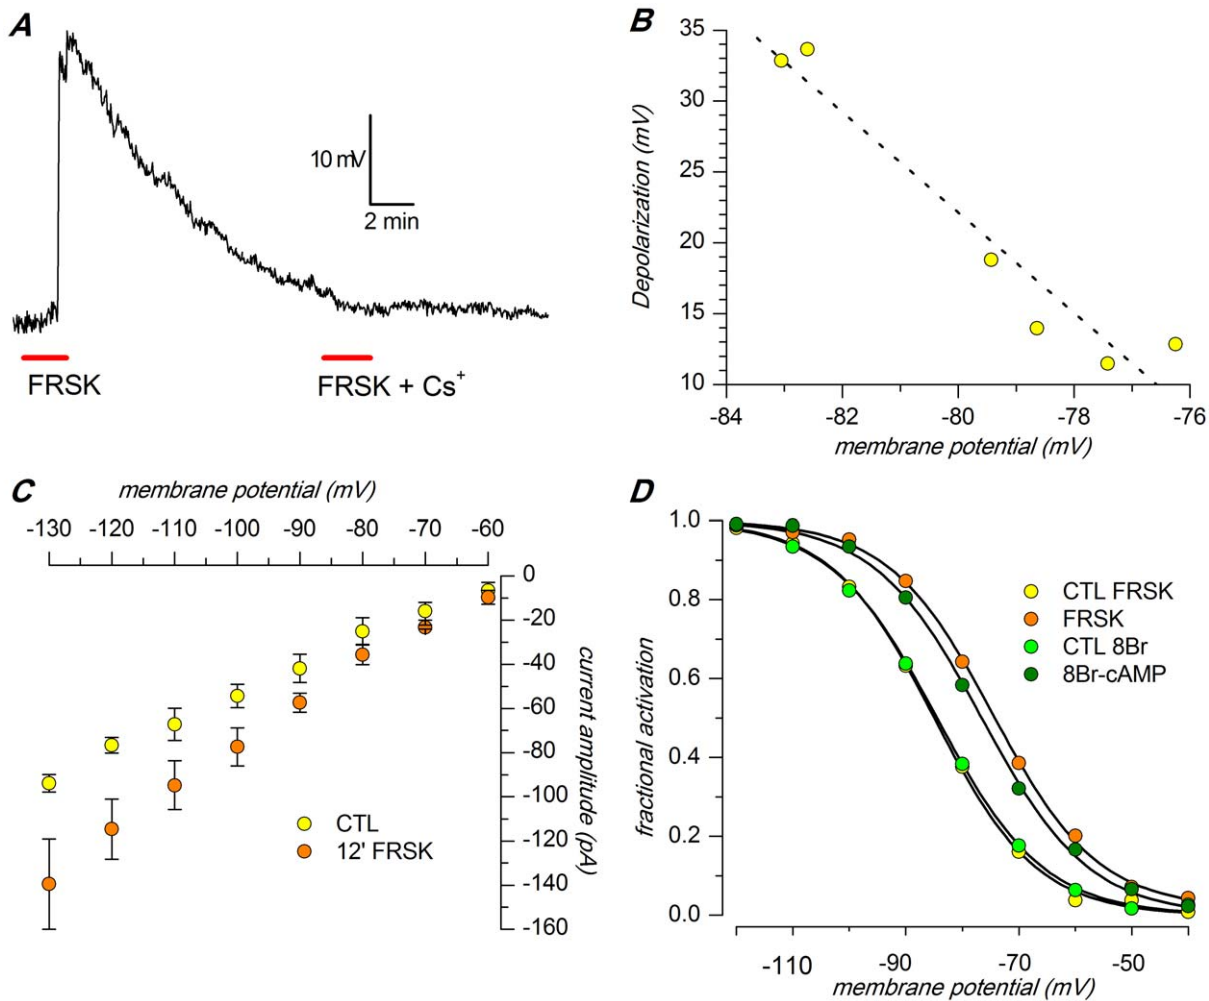 A
10 mV
2 min
FRSK
FRSK + Cs+
B
35
30
25
20
15
10
Depolarization (mV)
-84 -82 -80 -78 -76
membrane potential (mV)
C
membrane potential (mV)
-130 -120 -110 -100 -90 -80 -70 -60
0
-20
-40
-60
-80
-100
-120
-140
-160
current amplitude (pA)
CTL
12' FRSK
D
1.0
0.8
0.6
0.4
0.2
0.0
fractional activation
CTL FRSK
FRSK
CTL 8Br
8Br-cAMP
-110 -90 -70 -50
membrane potential (mV)